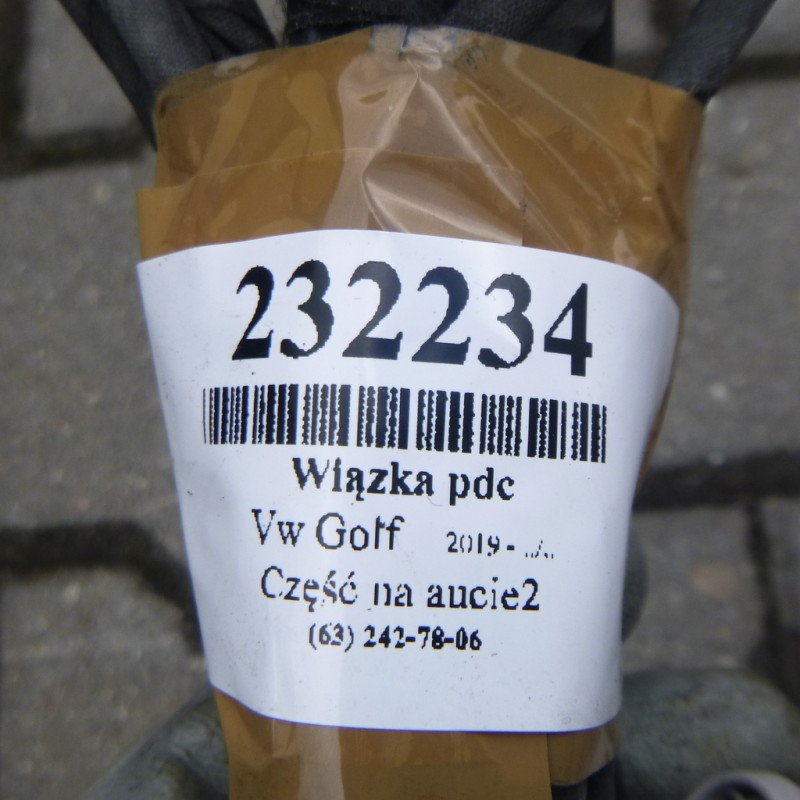 232234
Wiązka pdc
Vw Golf 2019 - ../..
Część na aucie2
(63) 242-78-06